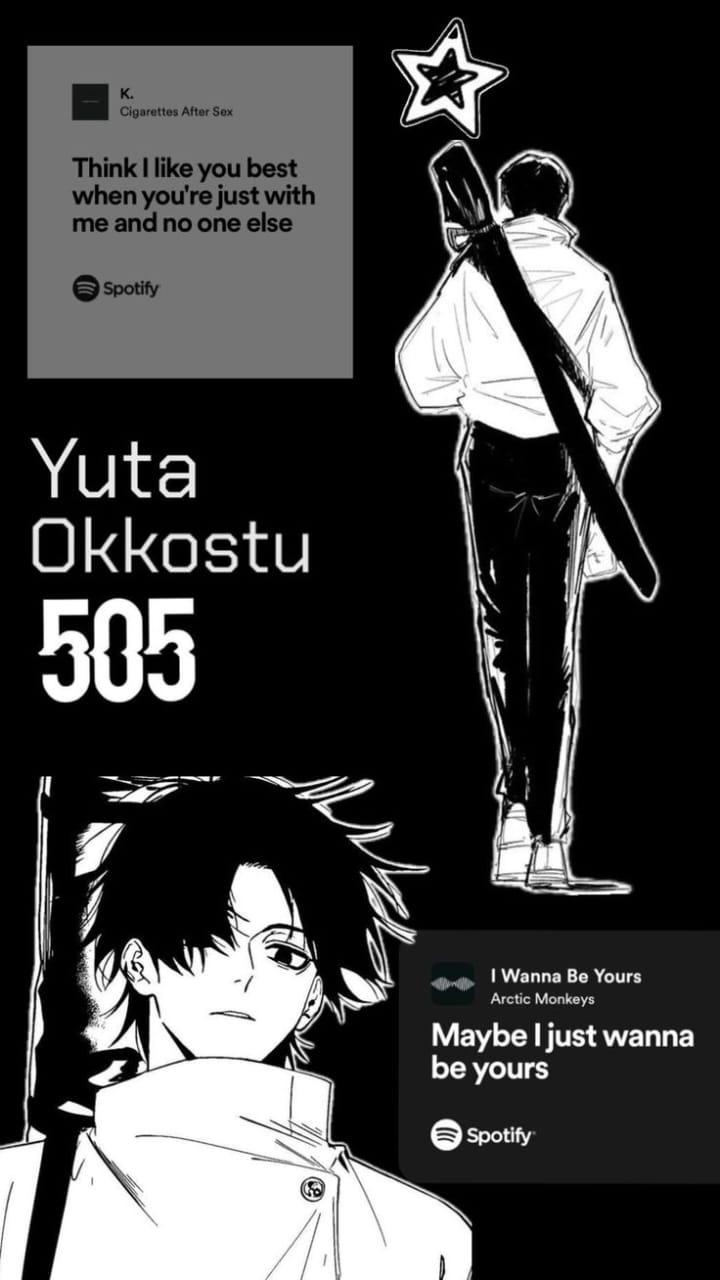 K.
Cigarettes After Sex
Think I like you best
when you're just with
me and no one else
Spotify
Yuta
Okkostu
505
I Wanna Be Yours
Arctic Monkeys
Maybe I just wanna
be yours
Spotify